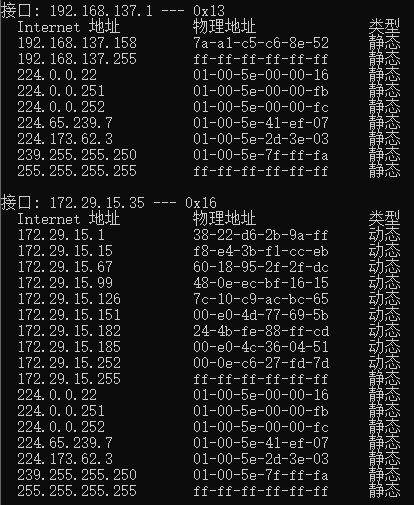 接口: 192.168.137.1 --- 0x13
Internet 地址 物理地址 类型
192.168.137.158 7a-a1-c5-c6-8e-52 静态
192.168.137.255 ff-ff-ff-ff-ff-ff 静态
224.0.0.22 01-00-5e-00-00-16 静态
224.0.0.251 01-00-5e-00-00-fb 静态
224.0.0.252 01-00-5e-00-00-fc 静态
224.65.239.7 01-00-5e-41-ef-07 静态
224.173.62.3 01-00-5e-2d-3e-03 静态
239.255.255.250 01-00-5e-7f-ff-fa 静态
255.255.255.255 ff-ff-ff-ff-ff-ff 静态
接口: 172.29.15.35 --- 0x16
Internet 地址 物理地址 类型
172.29.15.1 38-22-d6-2b-9a-ff 动态
172.29.15.15 f8-e4-3b-f1-cc-eb 动态
172.29.15.67 60-18-95-2f-2f-dc 动态
172.29.15.99 48-0e-ec-bf-16-15 动态
172.29.15.126 7c-10-c9-ac-bc-65 动态
172.29.15.151 00-e0-4d-77-69-5b 动态
172.29.15.182 24-4b-fe-88-ff-cd 动态
172.29.15.185 00-e0-4c-36-04-51 动态
172.29.15.252 00-0e-c6-27-fd-7d 动态
172.29.15.255 ff-ff-ff-ff-ff-ff 静态
224.0.0.22 01-00-5e-00-00-16 静态
224.0.0.251 01-00-5e-00-00-fb 静态
224.0.0.252 01-00-5e-00-00-fc 静态
224.65.239.7 01-00-5e-41-ef-07 静态
224.173.62.3 01-00-5e-2d-3e-03 静态
239.255.255.250 01-00-5e-7f-ff-fa 静态
255.255.255.255 ff-ff-ff-ff-ff-ff 静态